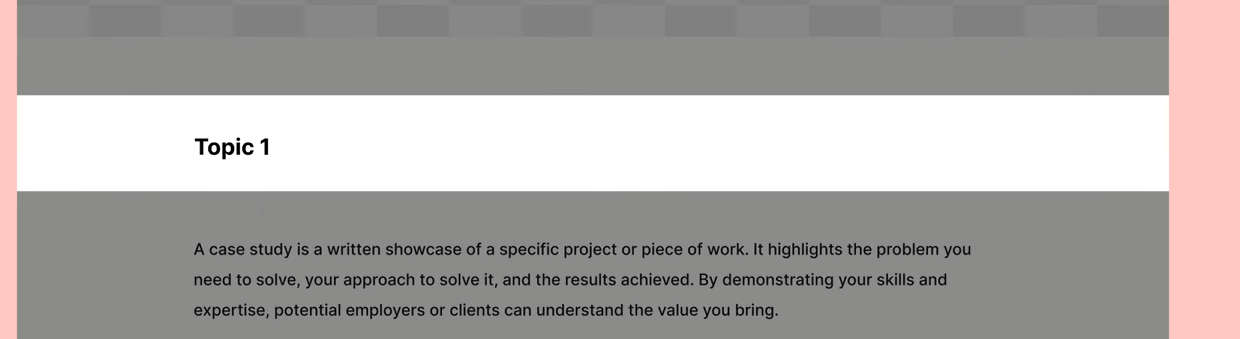 Topic 1
A case study is a written showcase of a specific project or piece of work. It highlights the problem you
need to solve, your approach to solve it, and the results achieved. By demonstrating your skills and
expertise, potential employers or clients can understand the value you bring.